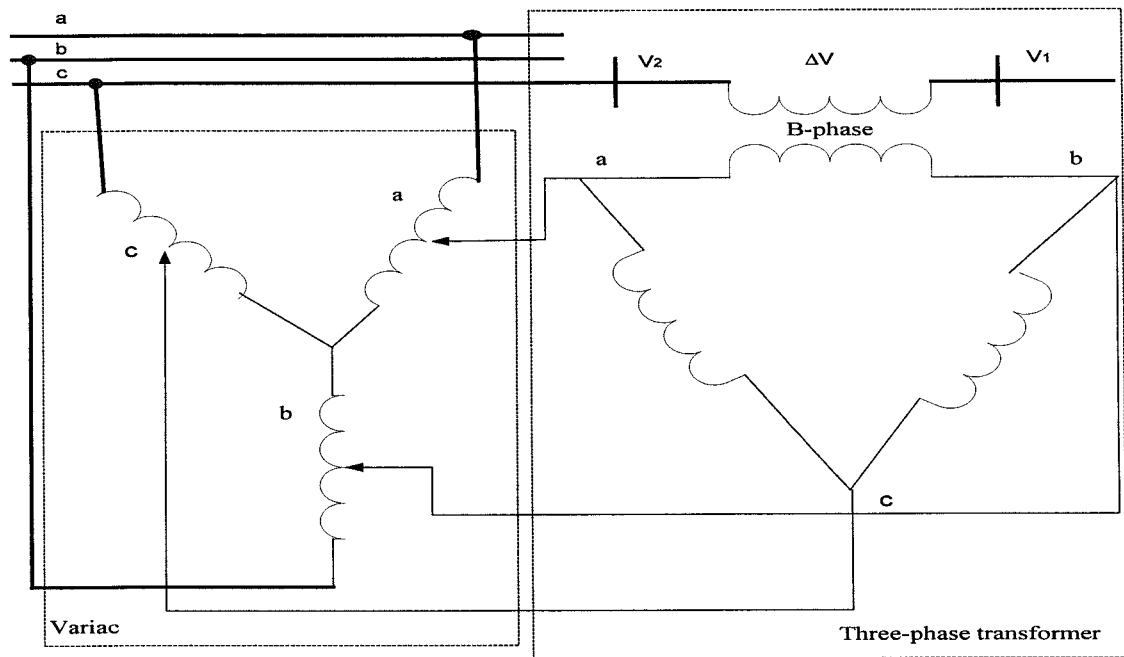 a
b
c
V2
ΔV
V1
B-phase
a
b
a
c
b
c
Variac
Three-phase transformer